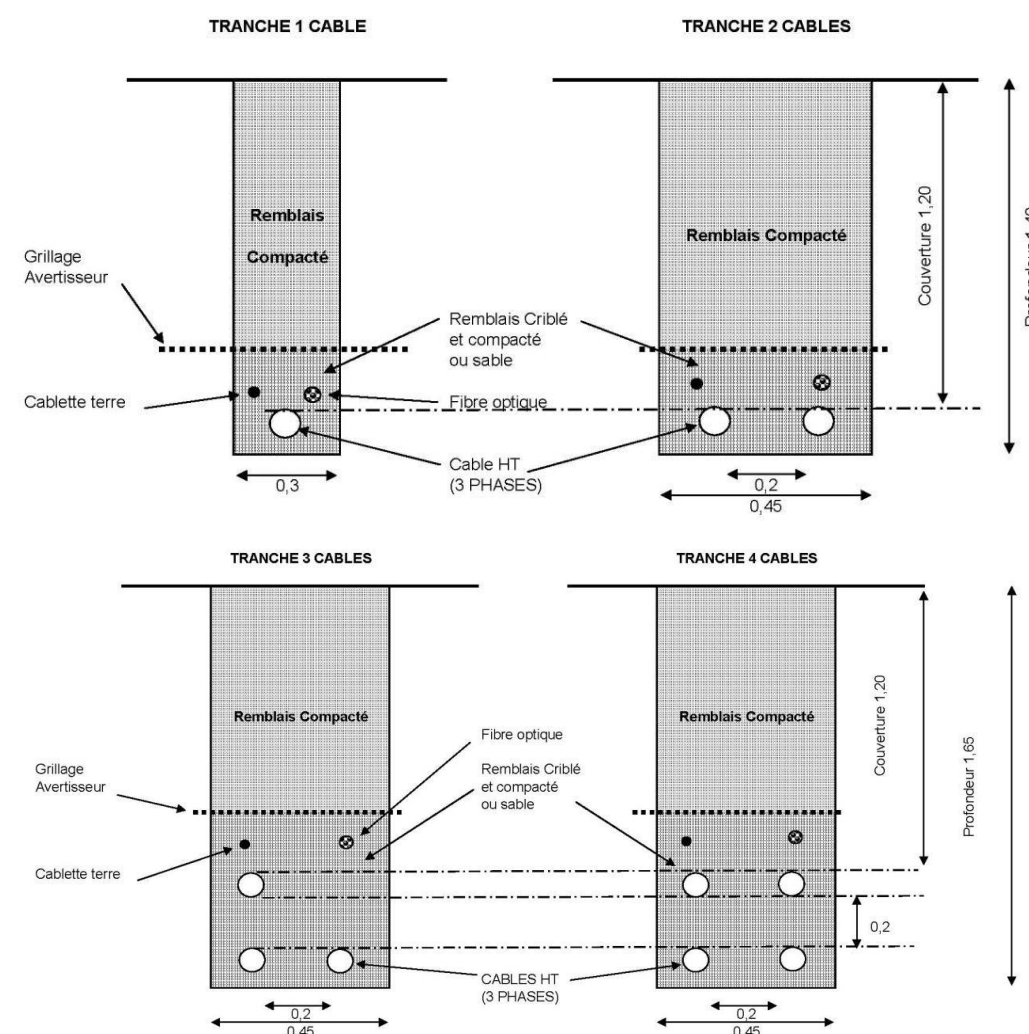 TRANCHE 1 CABLE
TRANCHE 2 CABLES
Remblais
Compacté
Remblais Compacté
Couverture 1,20
Grillage
Avertisseur
Remblais Criblé
et compacté
ou sable
Cablette terre
Fibre optique
Cable HT
(3 PHASES)
0,3
0,2
0,45
TRANCHE 3 CABLES
TRANCHE 4 CABLES
Remblais Compacté
Remblais Compacté
Couverture 1,20
Profondeur 1,65
Fibre optique
Grillage
Avertisseur
Remblais Criblé
et compacté
ou sable
Cablette terre
0,2
CABLES HT
(3 PHASES)
0,2
0,45
0,2
0,45